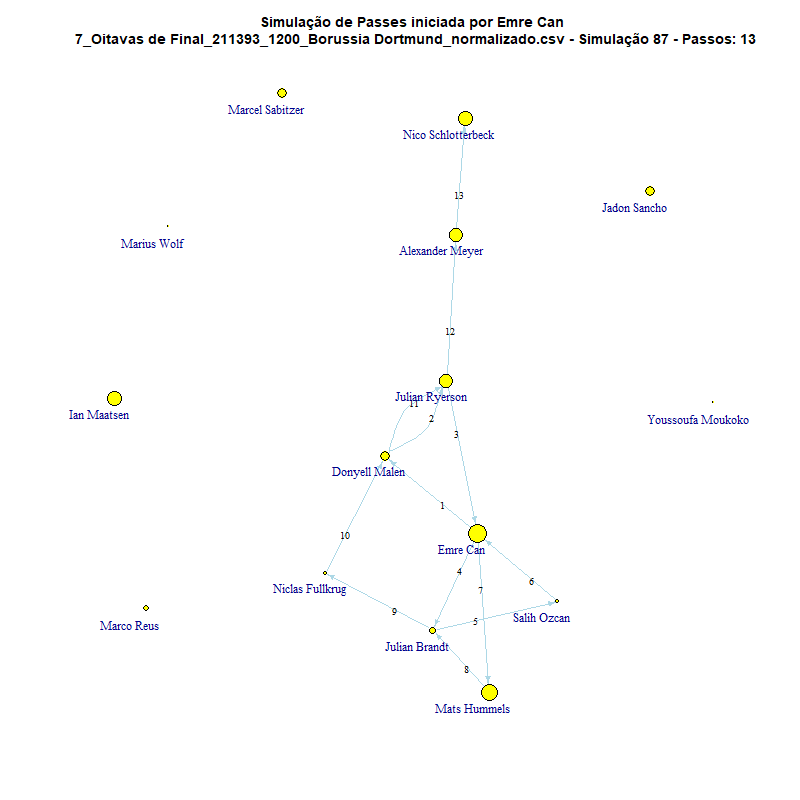 Simulação de Passes iniciada por Emre Can
7_Oitavas de Final_211393_1200_Borussia Dortmund_normalizado.csv - Simulação 87 - Passos: 13
Marcel Sabitzer
Nico Schlotterbeck
13
Jadon Sancho
Marius Wolf
Alexander Meyer
12
Julian Ryerson
11
2
Ian Maatsen
Youssoufa Moukoko
3
Donyell Malen
1
10
Emre Can
4
7
6
Niclas Fullkrug
9
5
Salih Ozcan
Marco Reus
Julian Brandt
8
Mats Hummels